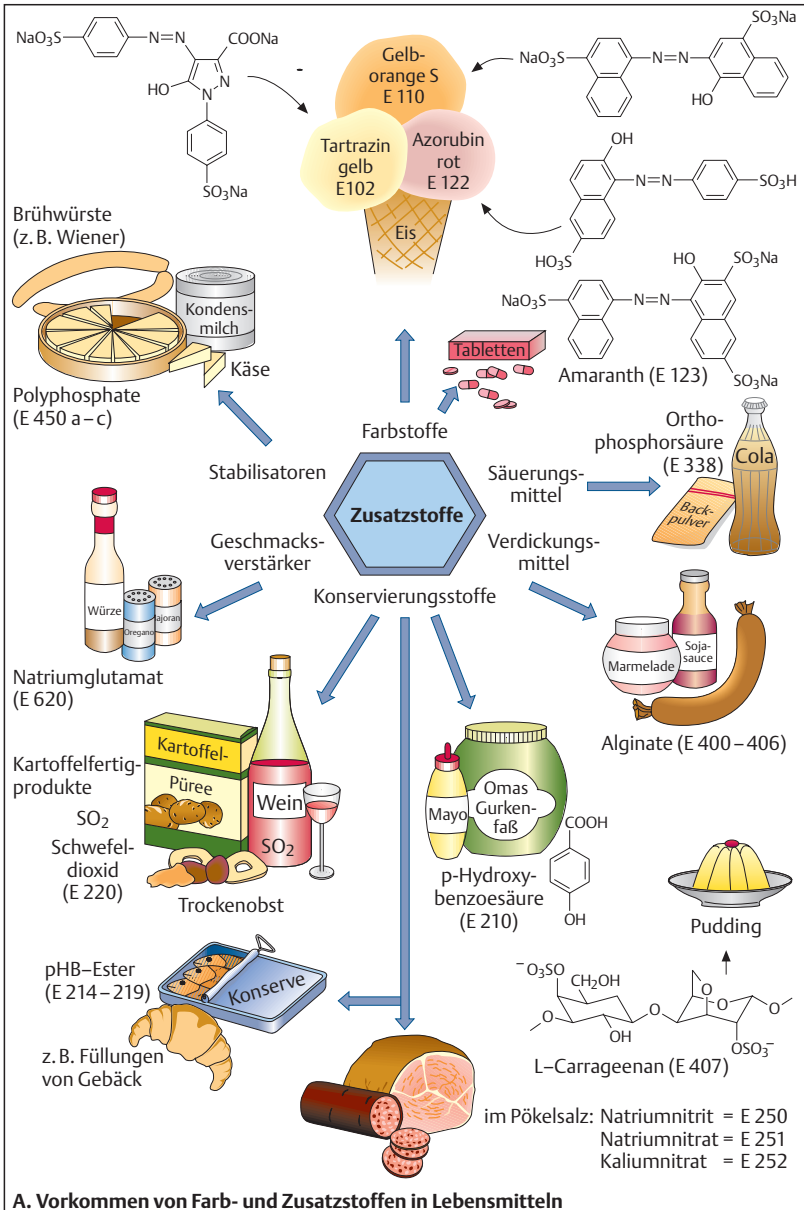 NaO₃S
N=N
COONa
HO
N
N
SO₃Na
-
Gelb-
orange S
E 110
Tartrazin
gelb
E102
Azorubin
rot
E 122
Eis
SO₃Na
NaO₃S
N=N
HO
OH
N=N
SO₃H
HO₃S
HO
SO₃Na
NaO₃S
N=N
SO₃Na
Amaranth (E 123)
Brühwürste
(z. B. Wiener)
Kondens-
milch
Käse
Polyphosphate
(E 450 a–c)
Tabletten
Farbstoffe
Stabilisatoren
Säuerungs-
mittel
Ortho-
phosphorsäure
(E 338)
Cola
Back-
pulver
Zusatzstoffe
Geschmacks-
verstärker
Verdickungs-
mittel
Konservierungsstoffe
Würze
Oregano
ajoran
Natriumglutamat
(E 620)
Marmelade
Soja-
sauce
Alginate (E 400–406)
Kartoffelfertig-
produkte
SO₂
Schwefel-
dioxid
(E 220)
Kartoffel-
Püree
Wein
SO₂
Trockenobst
Mayo
Omas
Gurken-
faß
COOH
OH
p-Hydroxy-
benzoesäure
(E 210)
Pudding
pHB–Ester
(E 214–219)
Konserve
z. B. Füllungen
von Gebäck
⁻O₃SO
CH₂OH
O
O
OH
O
O
O
O
OSO₃⁻
L–Carrageenan (E 407)
im Pökelsalz: Natriumnitrit = E 250
Natriumnitrat = E 251
Kaliumnitrat = E 252
A. Vorkommen von Farb- und Zusatzstoffen in Lebensmitteln